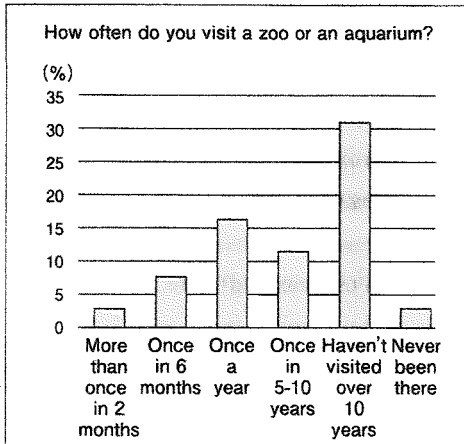 How often do you visit a zoo or an aquarium?
(%)
35
30
25
20
15
10
5
0
More than once in 2 months
Once in 6 months
Once a year
Once in 5-10 years
Haven't visited over 10 years
Never been there